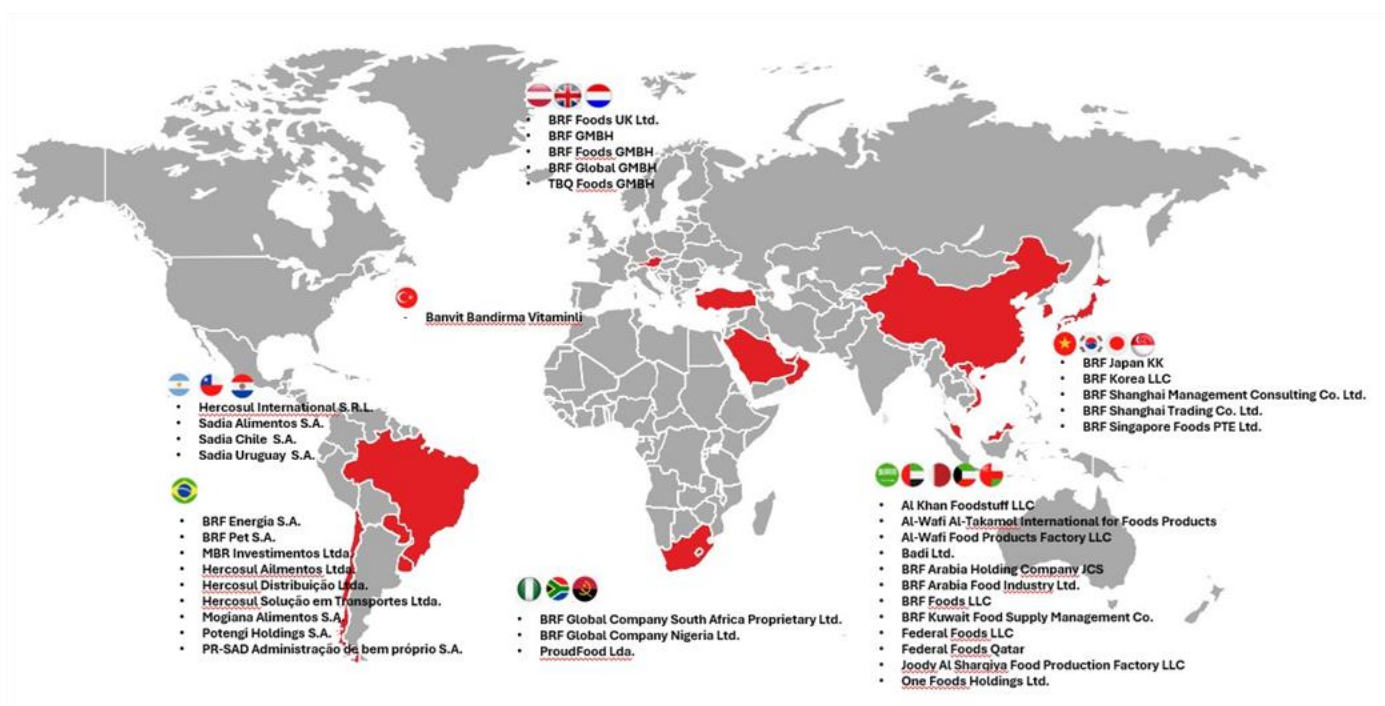 BRF Foods UK Ltd.
BRF GMBH
BRF Foods GMBH
BRF Global GMBH
TBQ Foods GMBH
Banvit Bandirma Vitaminli
Hercosul International S.R.L.
Sadia Alimentos S.A.
Sadia Chile S.A.
Sadia Uruguay S.A.
BRF Energia S.A.
BRF Pet S.A.
MBR Investimentos Ltda.
Hercosul Ailmentos Ltda.
Hercosul Distribuição Ltda.
Hercosul Solução em Transportes Ltda.
Mogiana Alimentos S.A.
Potengi Holdings S.A.
PR-SAD Administração de bem próprio S.A.
BRF Global Company South Africa Proprietary Ltd.
BRF Global Company Nigeria Ltd.
ProudFood Lda.
BRF Japan KK
BRF Korea LLC
BRF Shanghai Management Consulting Co. Ltd.
BRF Shanghai Trading Co. Ltd.
BRF Singapore Foods PTE Ltd.
Al Khan Foodstuff LLC
Al-Wafi Al-Takamol International for Foods Products
Al-Wafi Food Products Factory LLC
Badi Ltd.
BRF Arabia Holding Company JCS
BRF Arabia Food Industry Ltd.
BRF Foods LLC
BRF Kuwait Food Supply Management Co.
Federal Foods LLC
Federal Foods Qatar
Joody Al Sharqiya Food Production Factory LLC
One Foods Holdings Ltd.